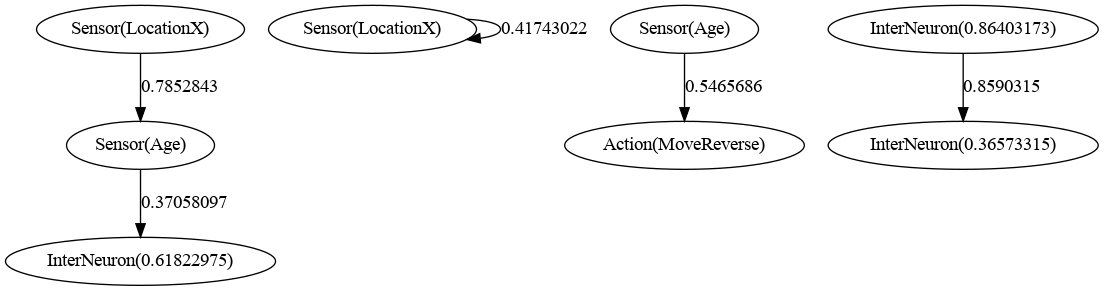 Sensor(LocationX)
Sensor(LocationX)
0.41743022
Sensor(Age)
InterNeuron(0.86403173)
0.7852843
0.5465686
0.8590315
Sensor(Age)
Action(MoveReverse)
InterNeuron(0.36573315)
0.37058097
InterNeuron(0.61822975)